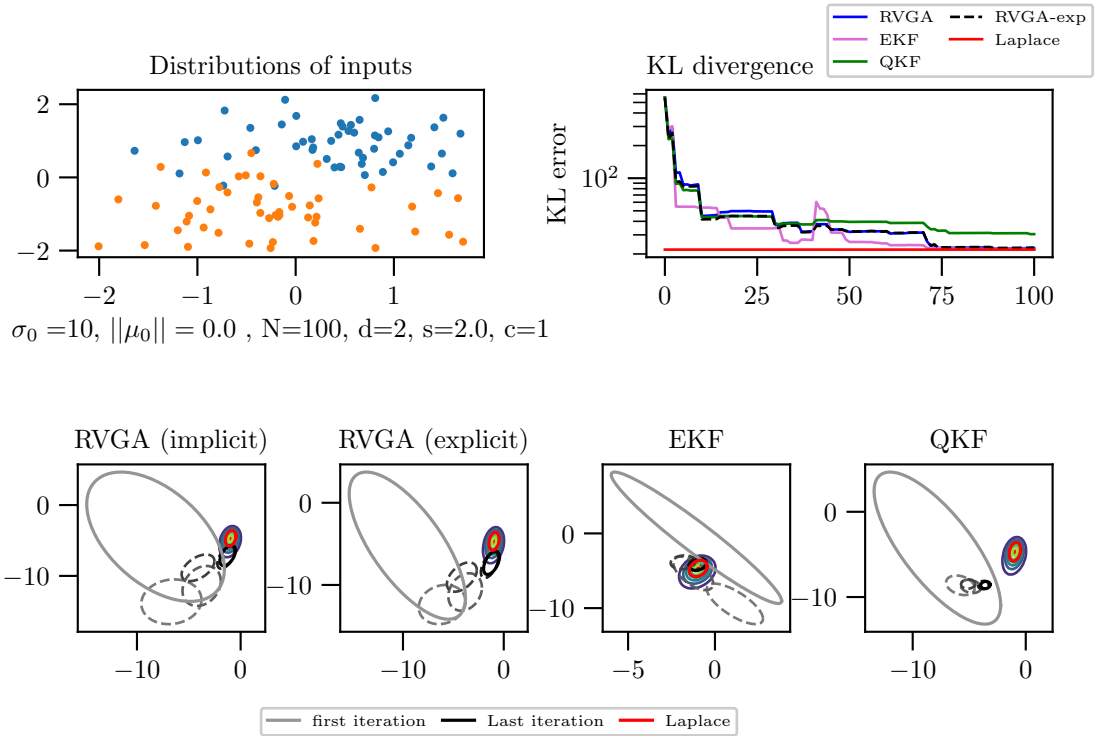 RVGA
EKF
QKF
RVGA-exp
Laplace
Distributions of inputs
KL divergence
2
0
−2
−2
−1
0
1
σ₀ =10, ||μ₀|| = 0.0 , N=100, d=2, s=2.0, c=1
KL error
10²
0
25
50
75
100
RVGA (implicit)
RVGA (explicit)
EKF
QKF
0
−10
−10
0
0
−10
−10
0
0
−10
−5
0
0
−10
−10
0
first iteration
Last iteration
Laplace